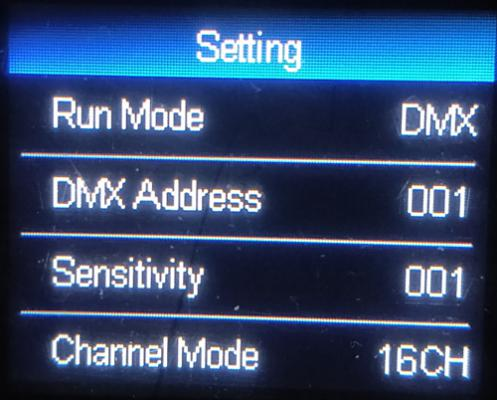 Setting
Run Mode DMX
DMX Address 001
Sensitivity 001
Channel Mode 16CH